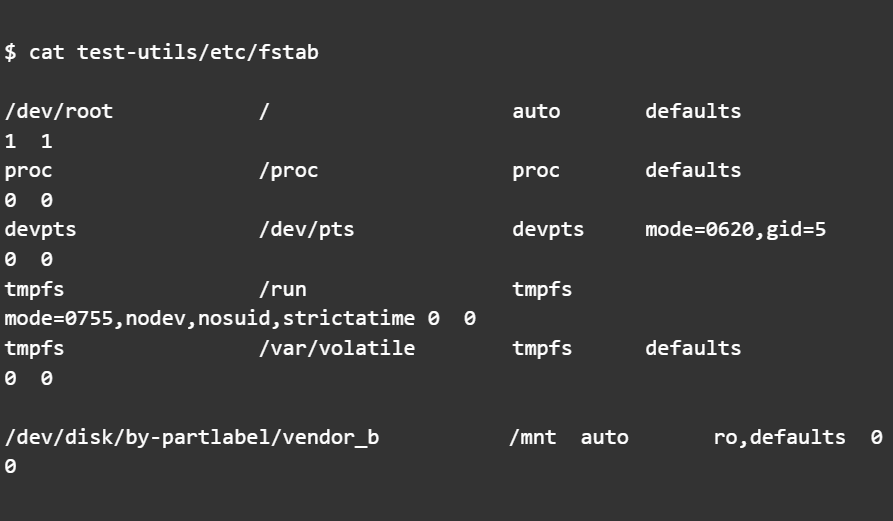 $ cat test-utils/etc/fstab
/dev/root            /                    auto       defaults
1  1
proc                 /proc                proc       defaults
0  0
devpts               /dev/pts             devpts     mode=0620,gid=5
0  0
tmpfs                /run                 tmpfs
mode=0755,nodev,nosuid,strictatime 0  0
tmpfs                /var/volatile        tmpfs      defaults
0  0
/dev/disk/by-partlabel/vendor_b           /mnt  auto       ro,defaults  0
0